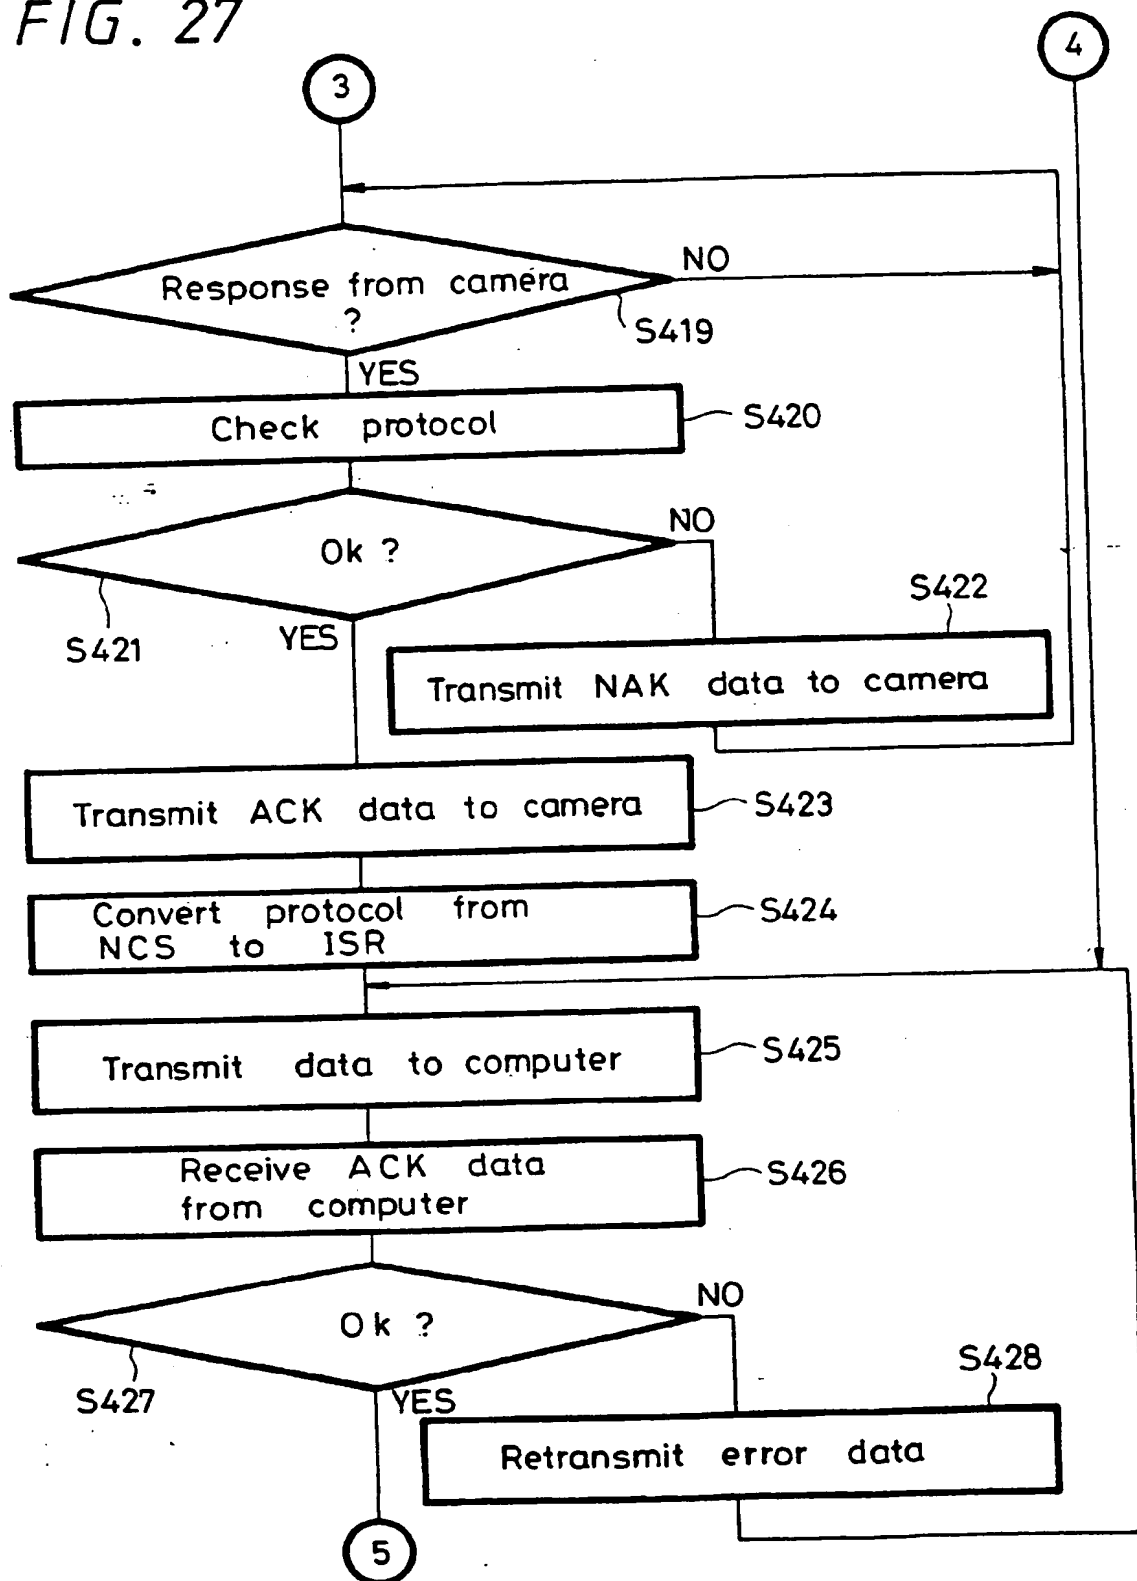 FIG. 27
3
4
Response from camera
?
NO
S419
YES
Check protocol
S420
Ok ?
NO
S421
YES
S422
Transmit NAK data to camera
Transmit ACK data to camera
S423
Convert protocol from
NCS to ISR
S424
Transmit data to computer
S425
Receive ACK data
from computer
S426
Ok ?
NO
S427
YES
S428
Retransmit error data
5